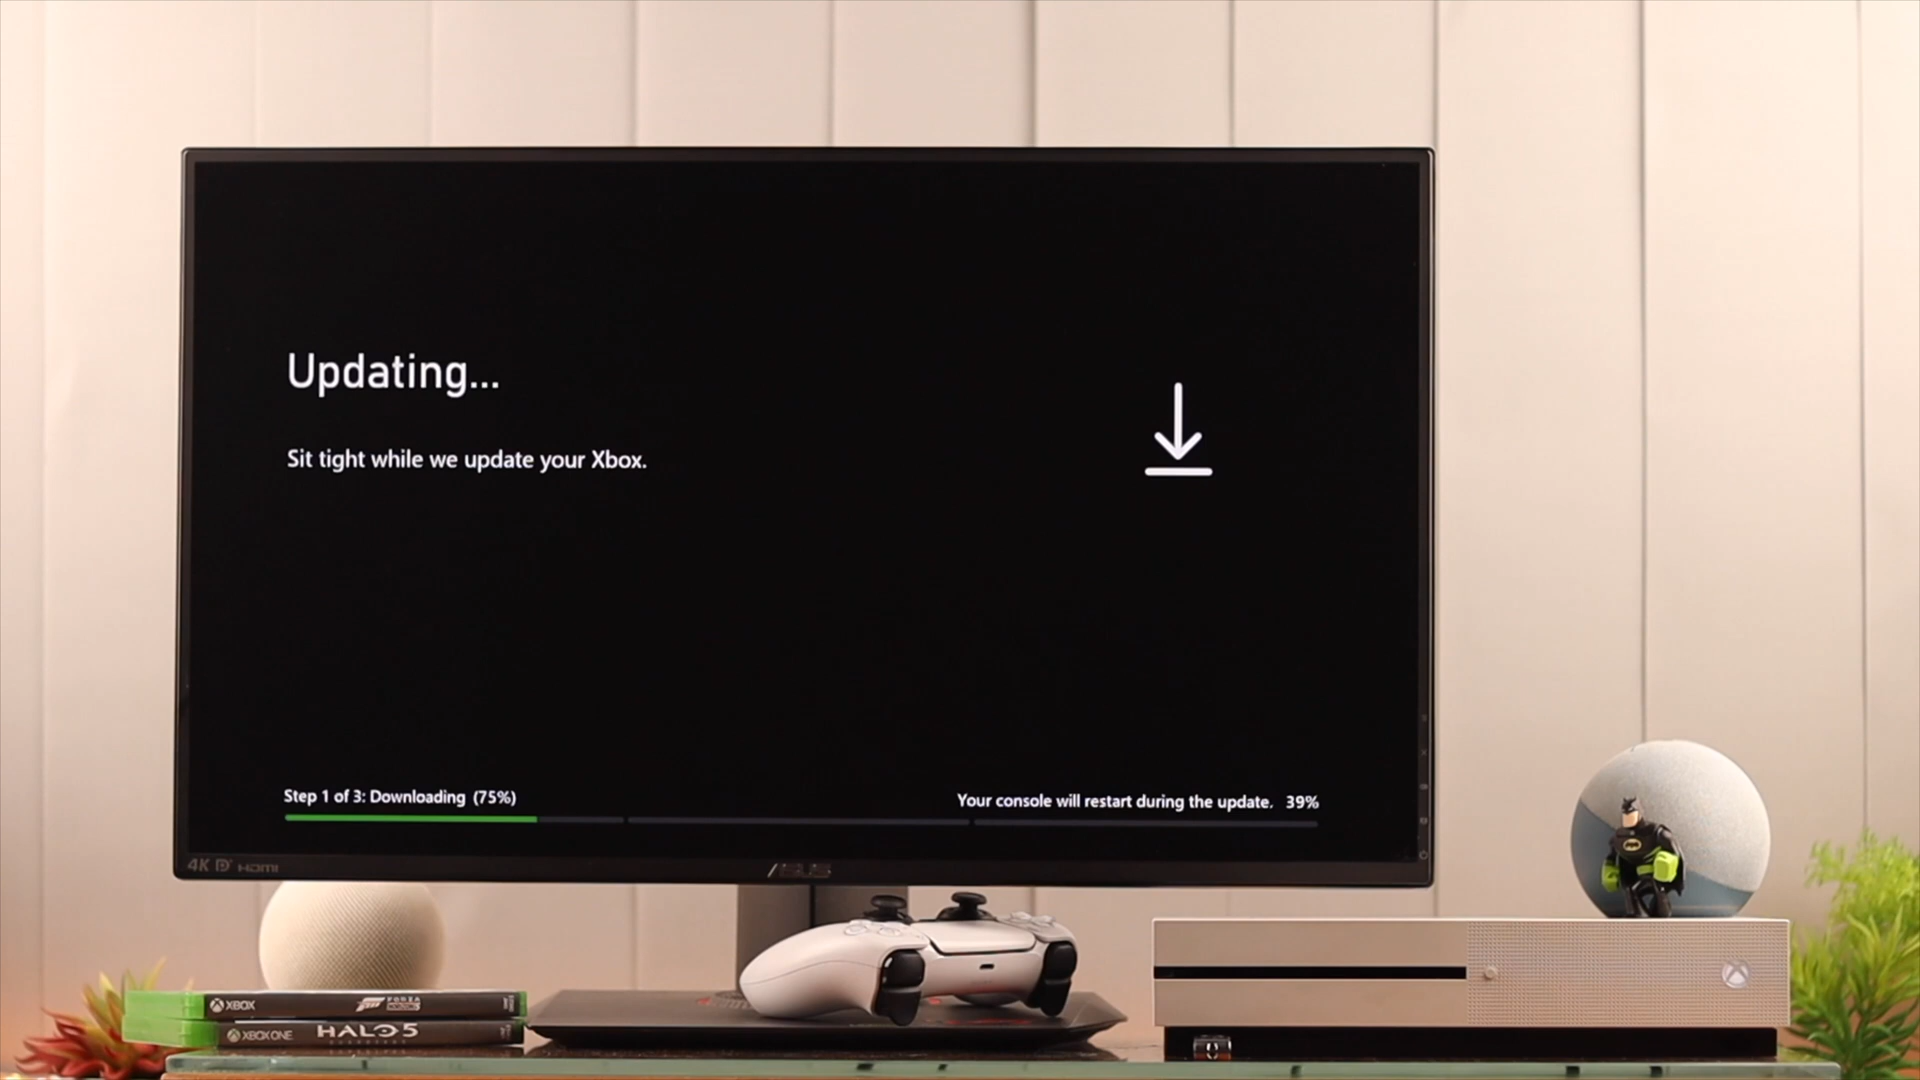 Updating...
Sit tight while we update your Xbox.
Step 1 of 3: Downloading (75%)
Your console will restart during the update. 39%
4K HDMI
ASUS
XBOX FORZA
XBOX ONE HALO 5
GUARDIANS